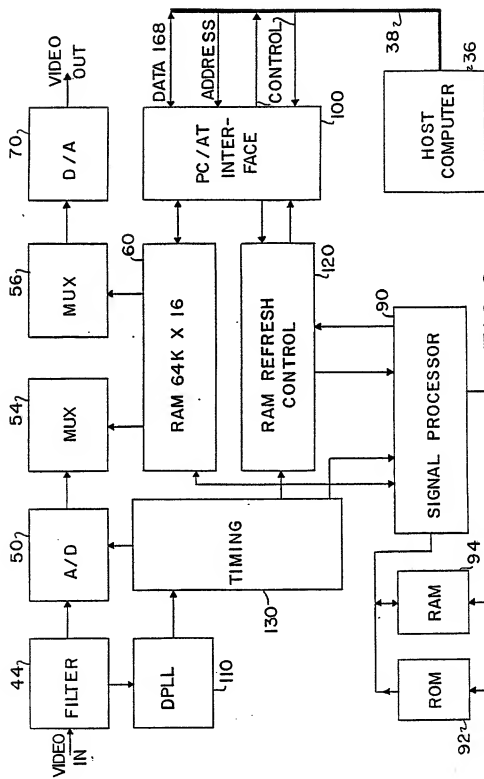 VIDEO
IN
44
FILTER
50
A/D
54
MUX
56
MUX
70
D/A
VIDEO
OUT
DPLL
110
TIMING
130
60
RAM 64K X 16
RAM REFRESH
CONTROL
120
PC/AT
INTER-
FACE
100
DATA 168
ADDRESS
CONTROL
38
HOST
COMPUTER
36
SIGNAL PROCESSOR
90
ROM
92
RAM
94